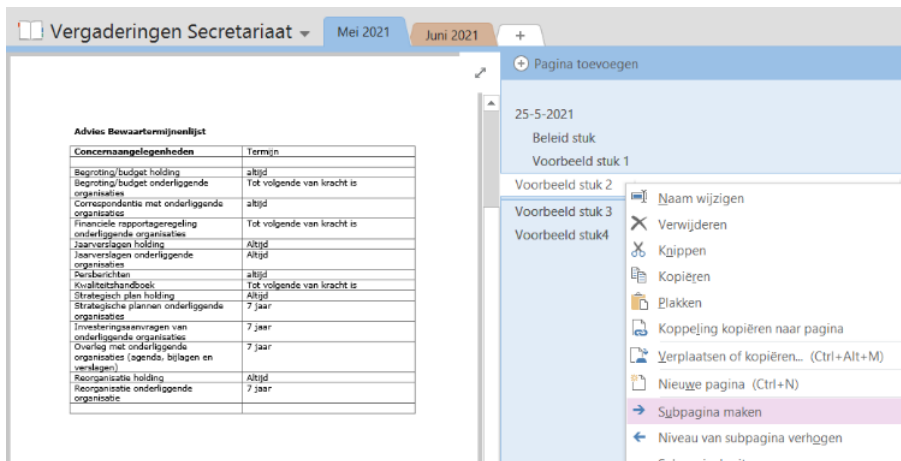 Vergaderingen Secretariaat
Mei 2021
Juni 2021
+
Pagina toevoegen
Advies Bewaartermijnenlijst
Concernaangelegenheden Termijn
Begroting/budget holding altijd
Begroting/budget onderliggende Tot volgende van kracht is
organisaties
Correspondentie met onderliggende altijd
organisaties
Financiele rapportageregeling Tot volgende van kracht is
onderliggende organisaties
Jaarverslagen holding Altijd
Jaarverslagen onderliggende Altijd
organisaties
Persberichten altijd
Kwaliteitshandboek Tot volgende van kracht is
Strategisch plan holding Altijd
Strategische plannen onderliggende 7 jaar
organisaties
Investeringsaanvragen van 7 jaar
onderliggende organisaties
Overleg met onderliggende 7 jaar
organisaties (agenda, bijlagen en
verslagen)
Reorganisatie holding Altijd
Reorganisatie onderliggende 7 jaar
organisatie
25-5-2021
Beleid stuk
Voorbeeld stuk 1
Voorbeeld stuk 2
Voorbeeld stuk 3
Voorbeeld stuk4
Naam wijzigen
Verwijderen
Knippen
Kopiëren
Plakken
Koppeling kopiëren naar pagina
Verplaatsen of kopiëren... (Ctrl+Alt+M)
Nieuwe pagina (Ctrl+N)
Subpagina maken
Niveau van subpagina verhogen